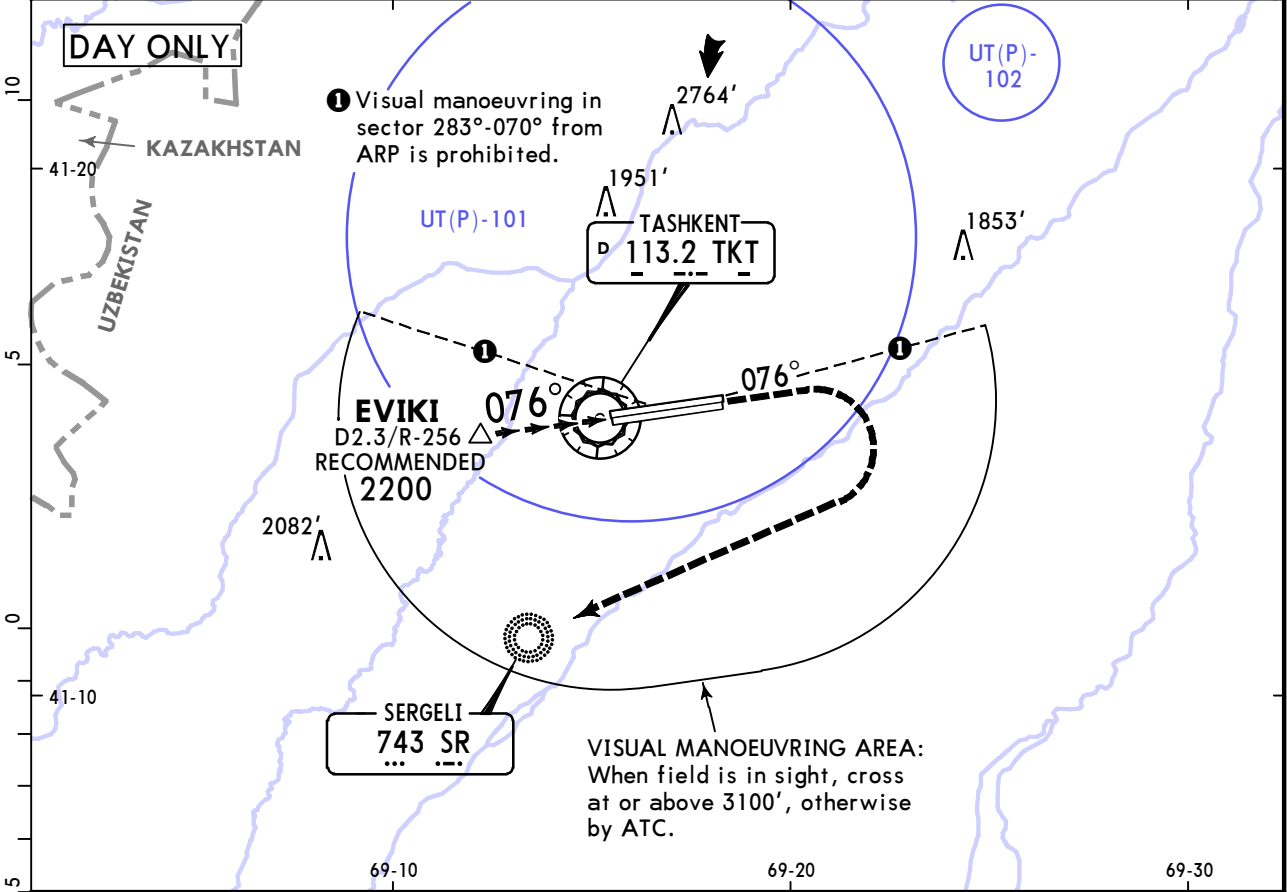 DAY ONLY
KAZAKHSTAN
UZBEKISTAN
10
5
0
5
41-20
41-10
❶ Visual manoeuvring in
sector 283°-070° from
ARP is prohibited.
2764'
UT(P)-
102
1951'
UT(P)-101
1853'
TASHKENT
D 113.2 TKT
1
1
076°
076°
EVIKI
D2.3/R-256
RECOMMENDED
2200
2082'
SERGELI
743 SR
VISUAL MANOEUVRING AREA:
When field is in sight, cross
at or above 3100', otherwise
by ATC.
69-10
69-20
69-30